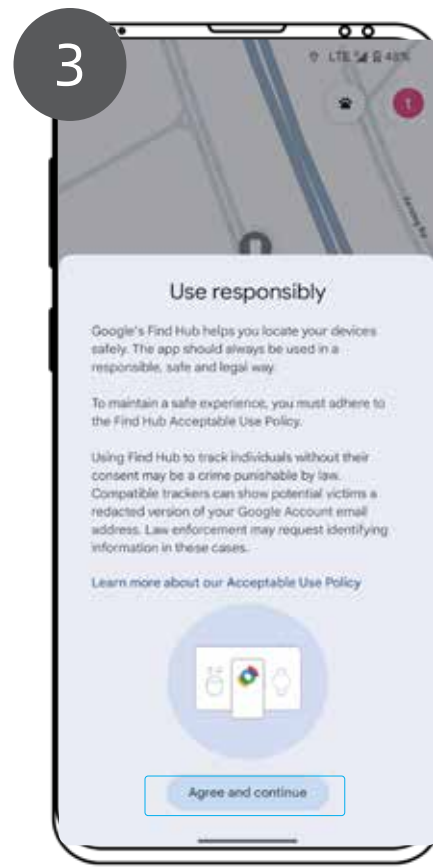 3
LTE 48%
t
Use responsibly
Google's Find Hub helps you locate your devices
safely. The app should always be used in a
responsible, safe and legal way.
To maintain a safe experience, you must adhere to
the Find Hub Acceptable Use Policy.
Using Find Hub to track individuals without their
consent may be a crime punishable by law.
Compatible trackers can show potential victims a
redacted version of your Google Account email
address. Law enforcement may request identifying
information in these cases.
Learn more about our Acceptable Use Policy
Agree and continue